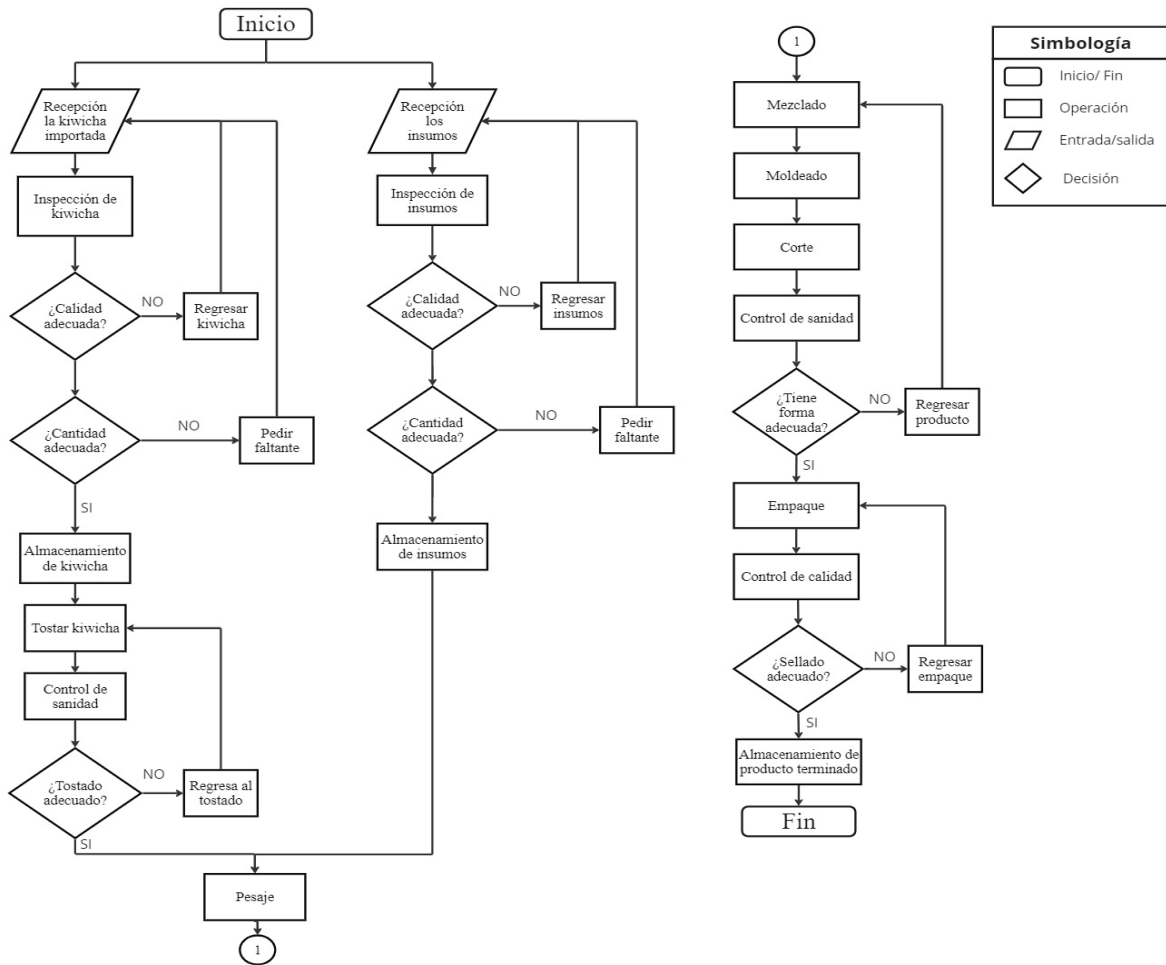 Inicio
Recepción
la kiwicha
importada
Inspección de
kiwicha
¿Calidad
adecuada?
NO
Regresar
kiwicha
¿Cantidad
adecuada?
NO
Pedir
faltante
SI
Almacenamiento
de kiwicha
Tostar kiwicha
Control de
sanidad
¿Tostado
adecuado?
NO
Regresa al
tostado
SI
Recepción
los
insumos
Inspección de
insumos
¿Calidad
adecuada?
NO
Regresar
insumos
¿Cantidad
adecuada?
NO
Pedir
faltante
Almacenamiento
de insumos
Pesaje
1
1
Mezclado
Moldeado
Corte
Control de sanidad
¿Tiene
forma
adecuada?
NO
Regresar
producto
SI
Empaque
Control de calidad
¿Sellado
adecuado?
NO
Regresar
empaque
SI
Almacenamiento de
producto terminado
Fin
Simbología
Inicio/ Fin
Operación
Entrada/salida
Decisión